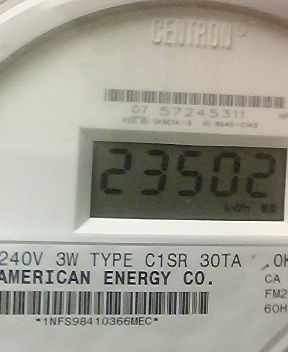 CENTRON®
07 57245311
23502
kWh
240V 3W TYPE C1SR 30TA
AMERICAN ENERGY CO.
CA
FM2
60H
*1NFS98410366MEC*